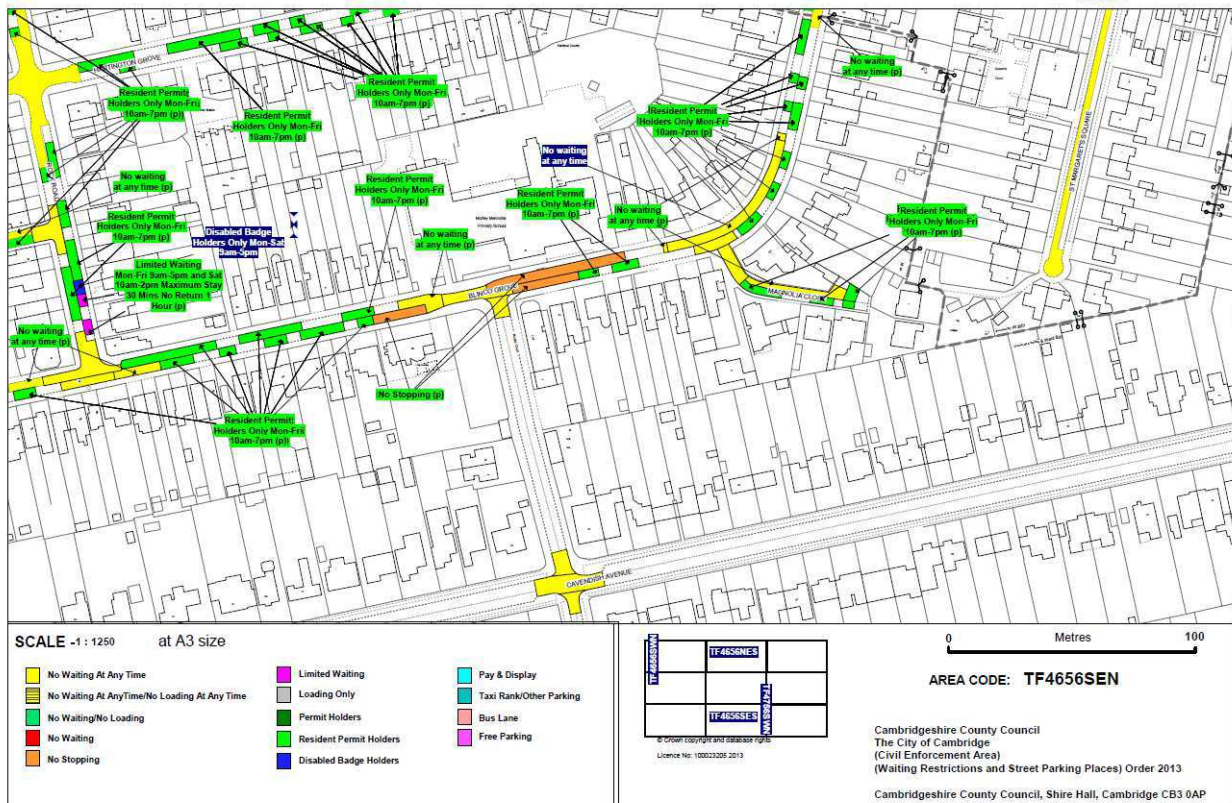 HUNTINGTON GROVE
Resident Permit
Holders Only Mon-Fri
10am-7pm (p)
Resident Permit
Holders Only Mon-Fri
10am-7pm (p)
Resident Permit
Holders Only Mon-Fri
10am-7pm (p)
No waiting
at any time (p)
Resident Permit
Holders Only Mon-Fri
10am-7pm (p)
No waiting
at any time
ST MARGARETS SQUARE
ROCK ROAD
No waiting
at any time (p)
Resident Permit
Holders Only Mon-Fri
10am-7pm (p)
Resident Permit
Holders Only Mon-Fri
10am-7pm (p)
Resident Permit
Holders Only Mon-Fri
10am-7pm (p)
Disabled Badge
Holders Only Mon-Sat
9am-5pm
Morley Memorial
Primary School
No waiting
at any time (p)
No waiting
at any time (p)
Resident Permit
Holders Only Mon-Fri
10am-7pm (p)
Limited Waiting
Mon-Fri 9am-5pm and Sat
10am-2pm Maximum Stay
30 Mins No Return 1
Hour (p)
BLINCO GROVE
MAGNOLIA CLOSE
No waiting
at any time (p)
No Stopping (p)
Resident Permit
Holders Only Mon-Fri
10am-7pm (p)
CAVENDISH AVENUE
SCALE -1 : 1250 at A3 size
No Waiting At Any Time
No Waiting At AnyTime/No Loading At Any Time
No Waiting/No Loading
No Waiting
No Stopping
Limited Waiting
Loading Only
Permit Holders
Resident Permit Holders
Disabled Badge Holders
Pay & Display
Taxi Rank/Other Parking
Bus Lane
Free Parking
TF4656SWN
TF4656NES
TF4656SES
TF4756SWN
© Crown copyright and database rights
Licence No: 100023205 2013
0 Metres 100
AREA CODE: TF4656SEN
Cambridgeshire County Council
The City of Cambridge
(Civil Enforcement Area)
(Waiting Restrictions and Street Parking Places) Order 2013
Cambridgeshire County Council, Shire Hall, Cambridge CB3 0AP